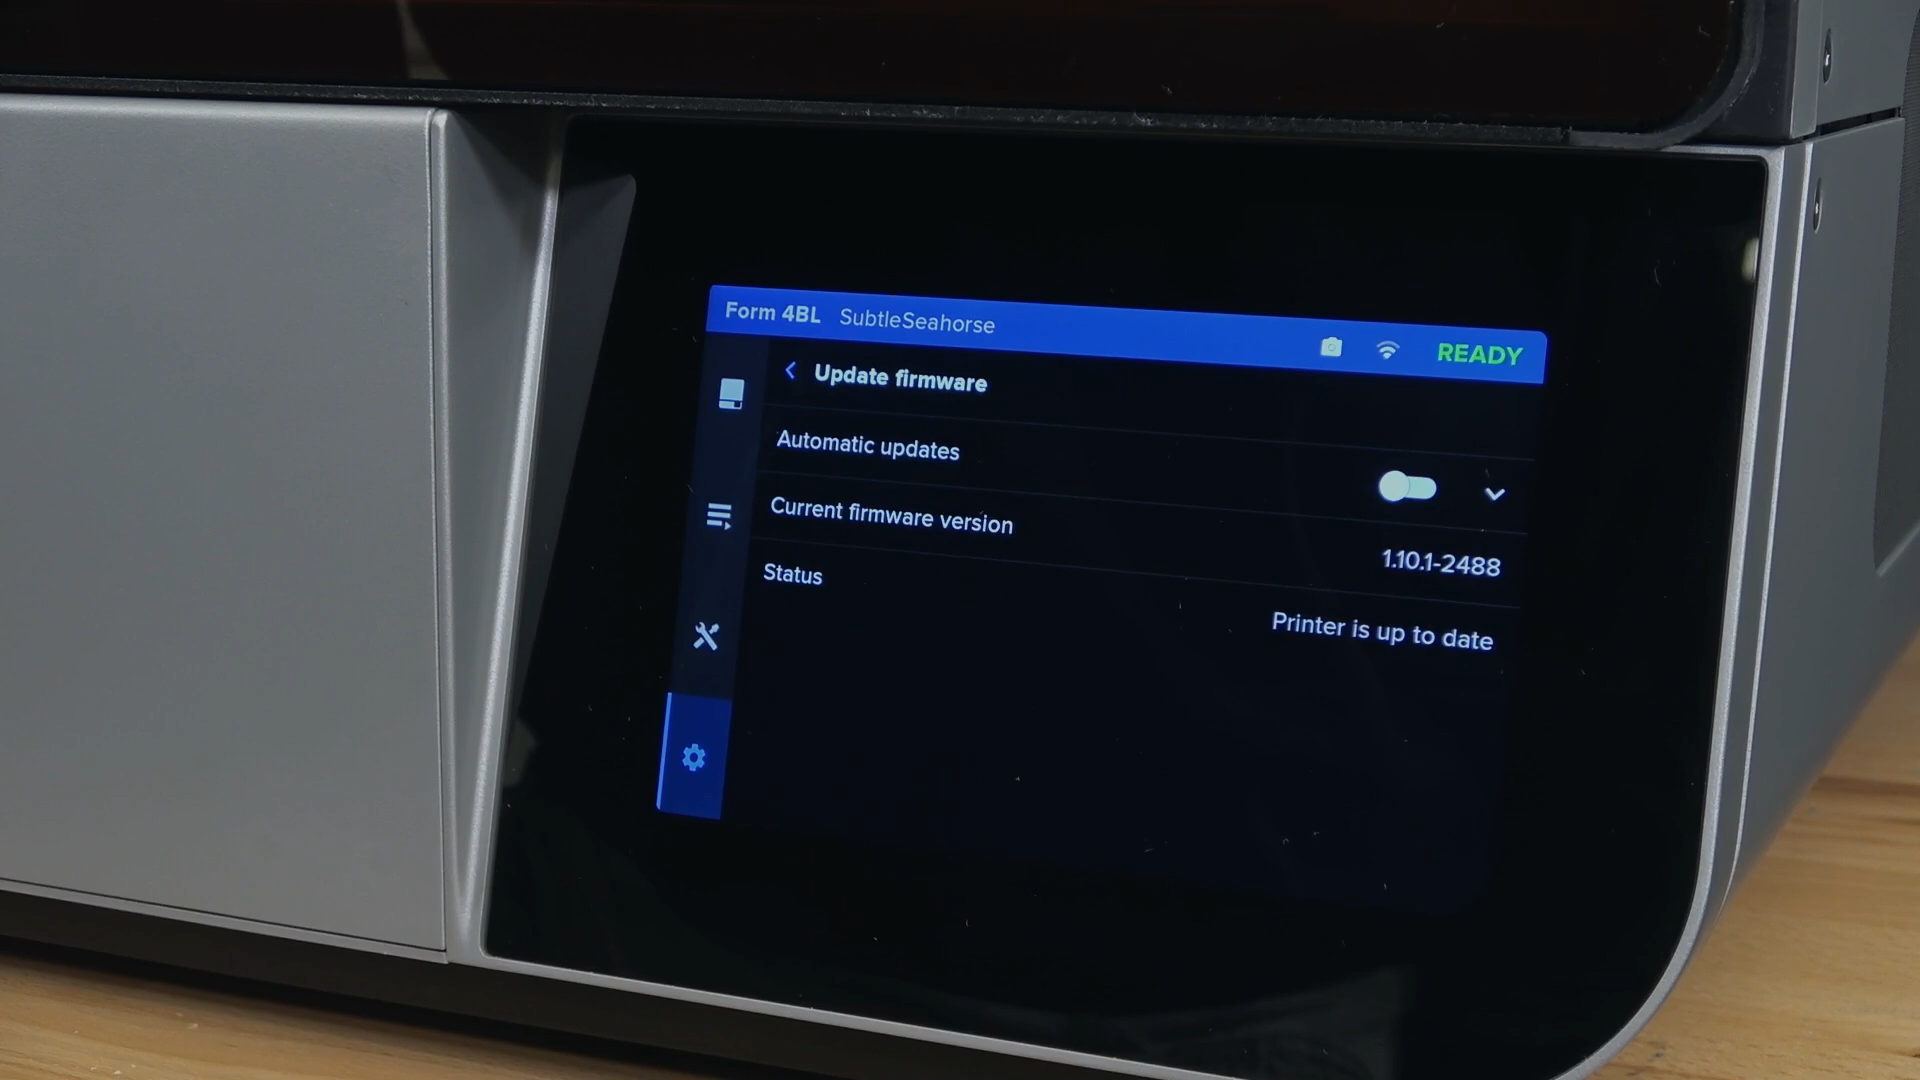 Form 4BL SubtleSeahorse READY
Update firmware
Automatic updates
Current firmware version 1.10.1-2488
Status Printer is up to date